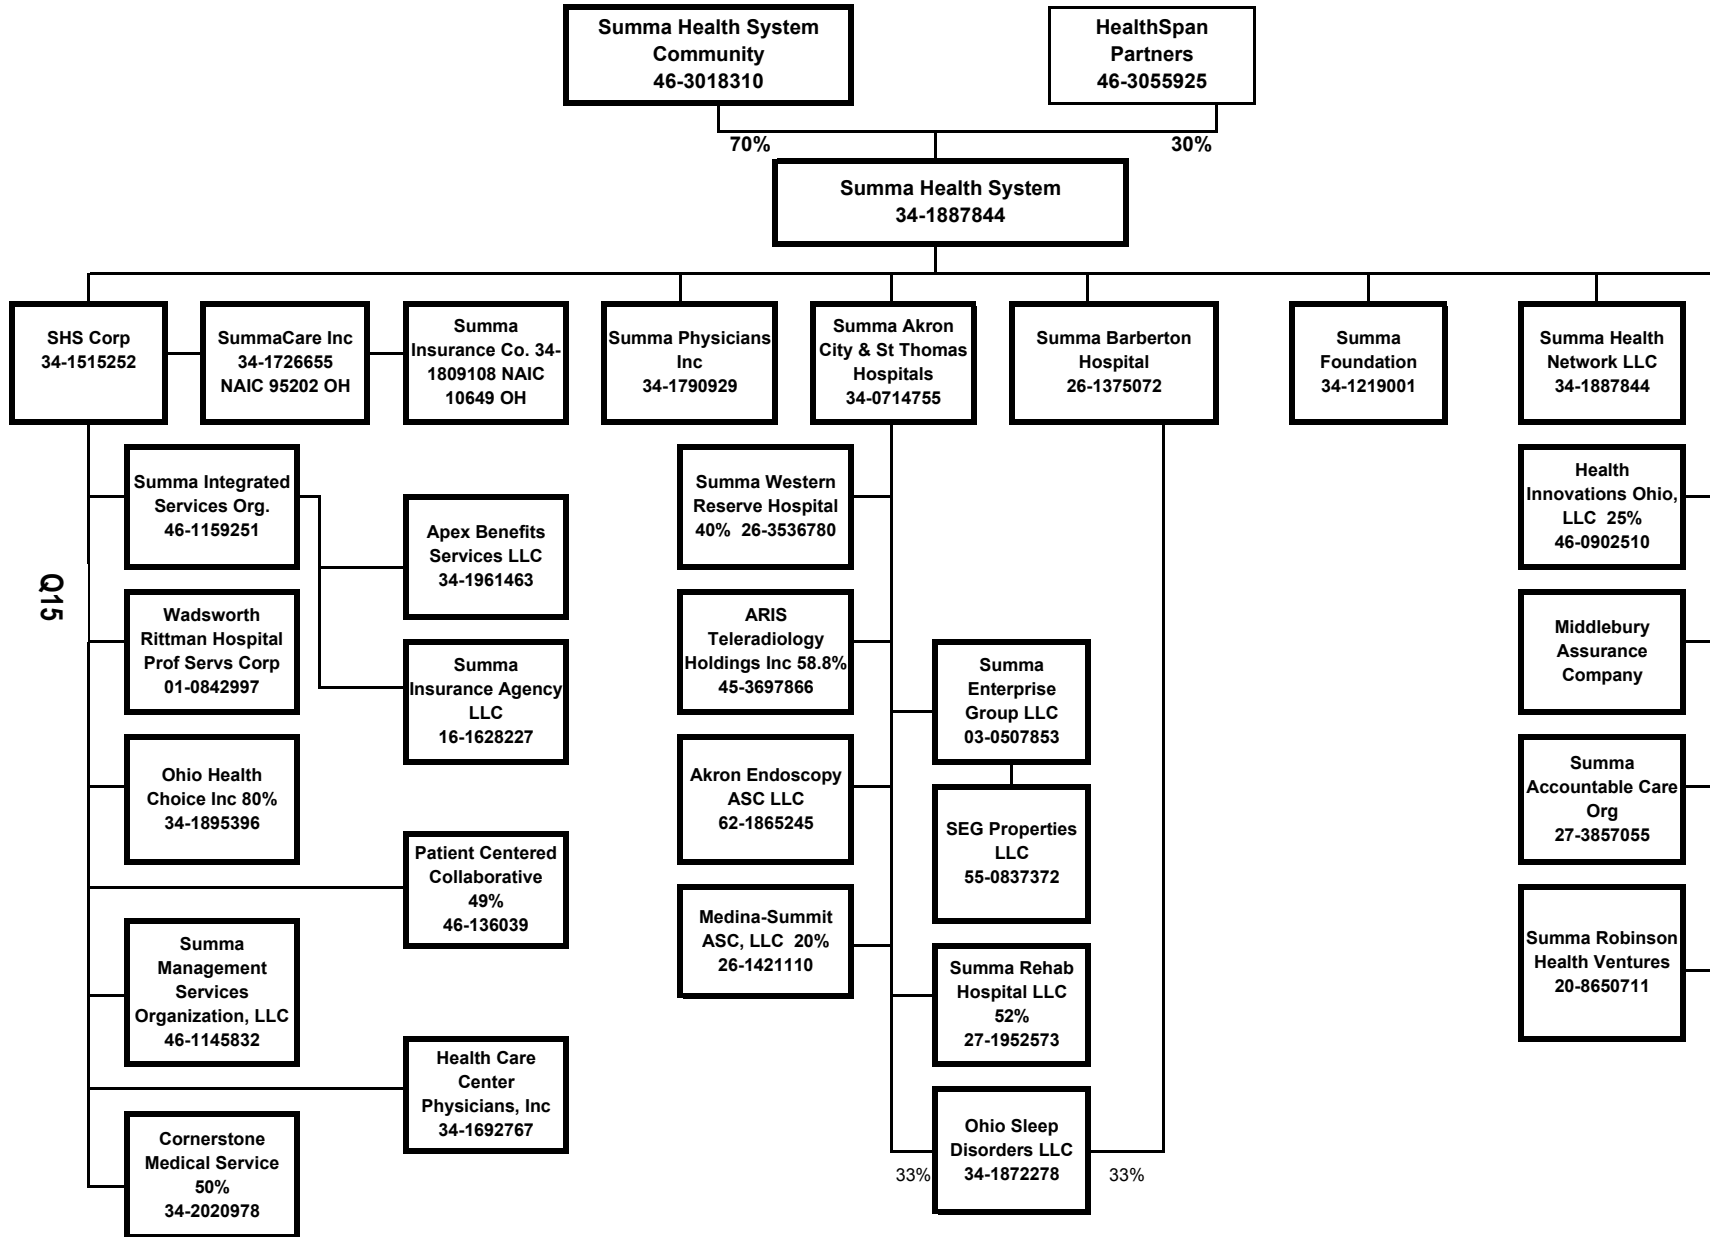 Summa Health System
Community
46-3018310
HealthSpan
Partners
46-3055925
70%
30%
Summa Health System
34-1887844
SHS Corp
34-1515252
SummaCare Inc
34-1726655
NAIC 95202 OH
Summa
Insurance Co. 34-
1809108 NAIC
10649 OH
Summa Physicians
Inc
34-1790929
Summa Akron
City & St Thomas
Hospitals
34-0714755
Summa Barberton
Hospital
26-1375072
Summa
Foundation
34-1219001
Summa Health
Network LLC
34-1887844
Summa Integrated
Services Org.
46-1159251
Apex Benefits
Services LLC
34-1961463
Q15
Wadsworth
Rittman Hospital
Prof Servs Corp
01-0842997
Summa
Insurance Agency
LLC
16-1628227
Ohio Health
Choice Inc 80%
34-1895396
Patient Centered
Collaborative
49%
46-136039
Summa
Management
Services
Organization, LLC
46-1145832
Health Care
Center
Physicians, Inc
34-1692767
Cornerstone
Medical Service
50%
34-2020978
Summa Western
Reserve Hospital
40%  26-3536780
ARIS
Teleradiology
Holdings Inc 58.8%
45-3697866
Akron Endoscopy
ASC LLC
62-1865245
Medina-Summit
ASC, LLC  20%
26-1421110
Summa
Enterprise
Group LLC
03-0507853
SEG Properties
LLC
55-0837372
Summa Rehab
Hospital LLC
52%
27-1952573
Ohio Sleep
Disorders LLC
34-1872278
33%
33%
Health
Innovations Ohio,
LLC  25%
46-0902510
Middlebury
Assurance
Company
Summa
Accountable Care
Org
27-3857055
Summa Robinson
Health Ventures
20-8650711